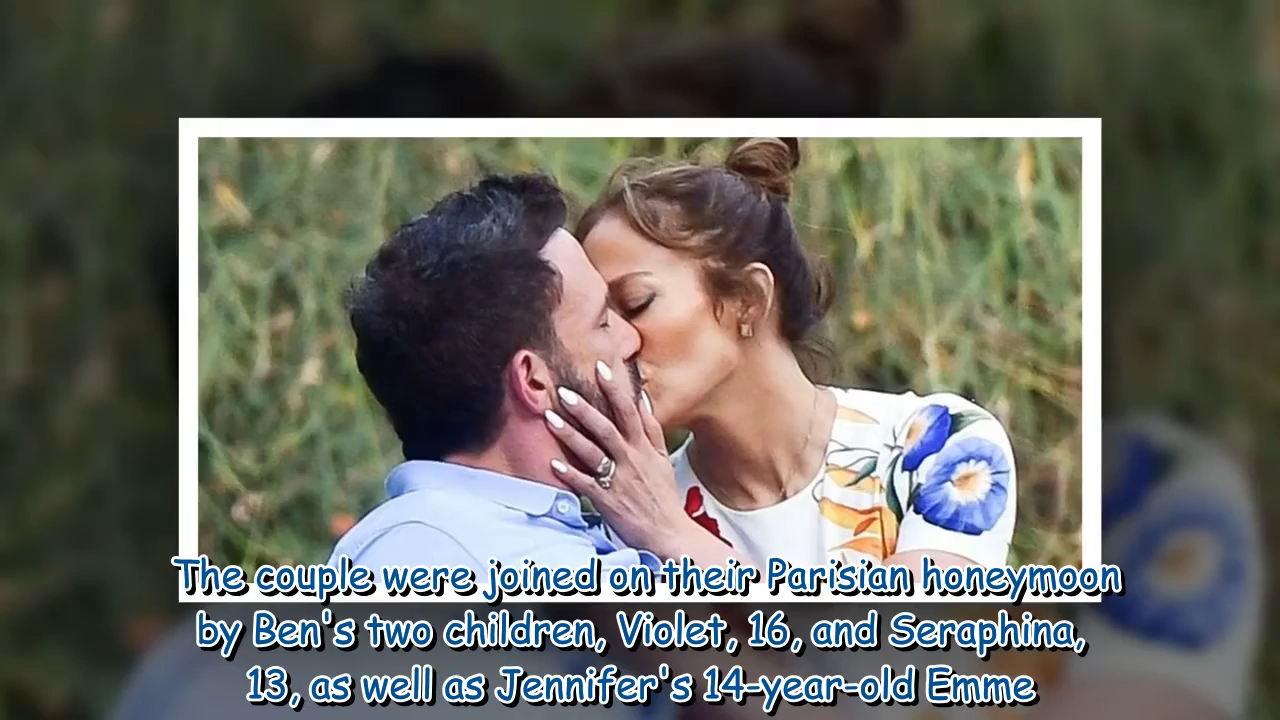 The couple were joined on their Parisian honeymoon
by Ben's two children, Violet, 16, and Seraphina,
13, as well as Jennifer's 14-year-old Emme